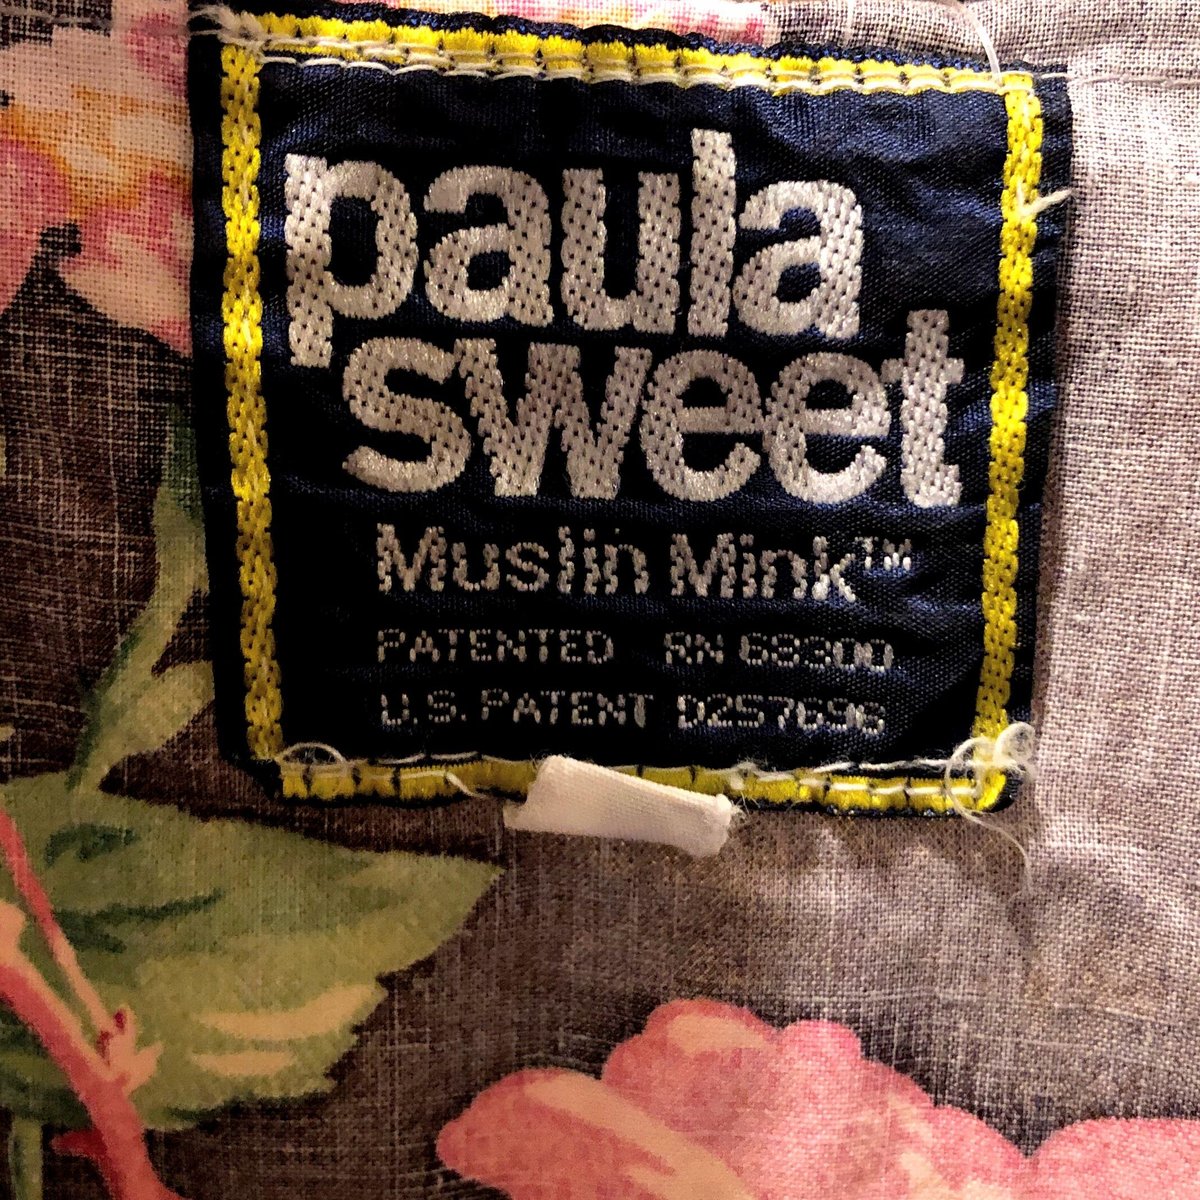 paula
sweet
Muslin Mink™
PATENTED RN 68300
U.S. PATENT D257696